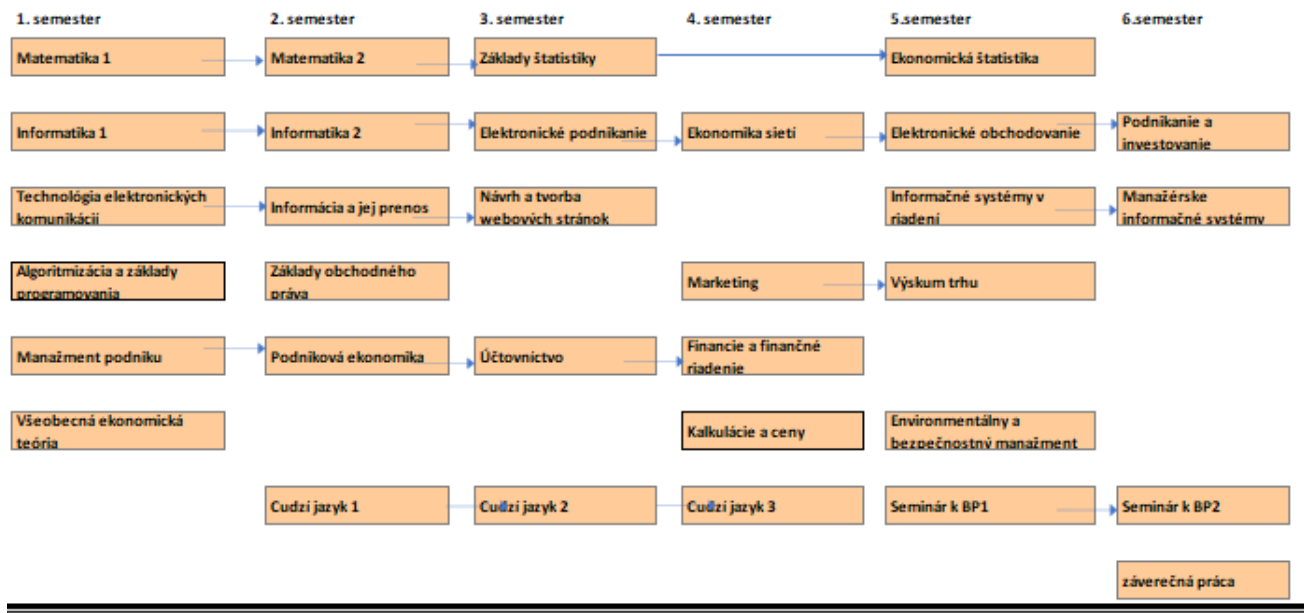 1. semester
2. semester
3. semester
4. semester
5.semester
6.semester
Matematika 1
Matematika 2
Základy štatistiky
Ekonomická štatistika
Informatika 1
Informatika 2
Elektronické podnikanie
Ekonomika sietí
Elektronické obchodovanie
Podnikanie a
investovanie
Technológia elektronických
komunikácií
Informácia a jej prenos
Návrh a tvorba
webových stránok
Informačné systémy v
riadení
Manažérske
informačné systémy
Algoritmizácia a základy
programovania
Základy obchodného
práva
Marketing
Výskum trhu
Manažment podniku
Podniková ekonomika
Účtovníctvo
Financie a finančné
riadenie
Všeobecná ekonomická
teória
Kalkulácie a ceny
Environmentálny a
bezpečnostný manažment
Cudzí jazyk 1
Cudzí jazyk 2
Cudzí jazyk 3
Seminár k BP1
Seminár k BP2
záverečná práca